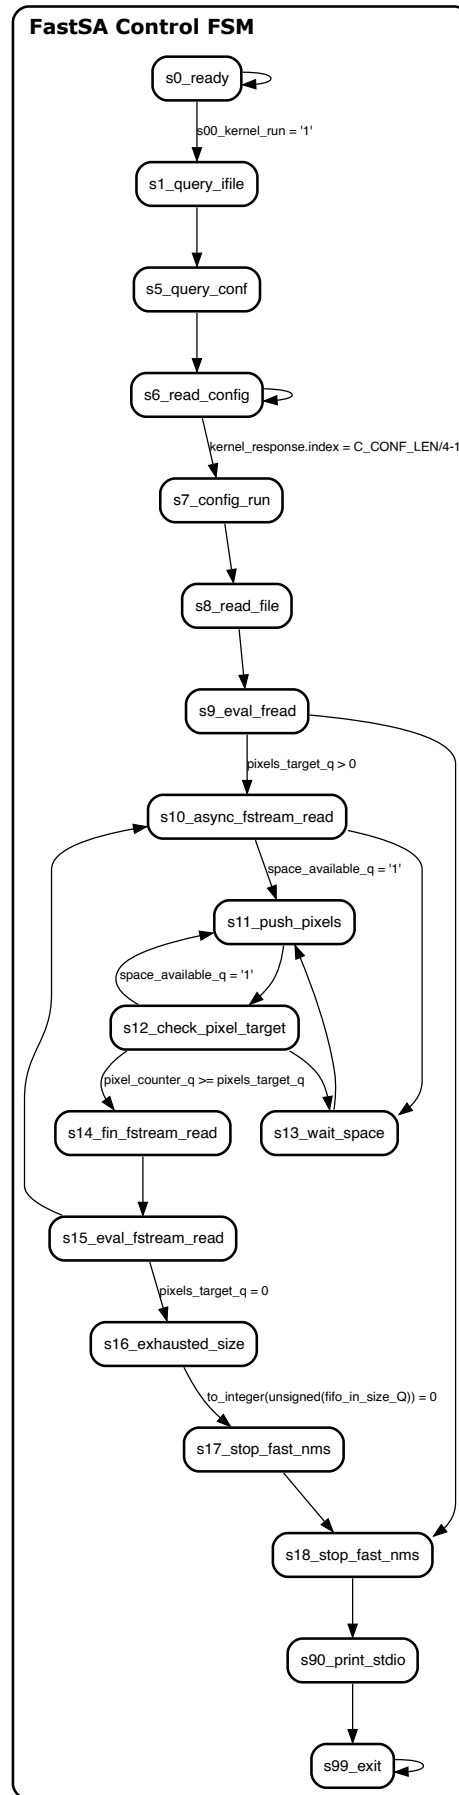 FastSA Control FSM
s0_ready
s00_kernel_run = '1'
s1_query_ifile
s5_query_conf
s6_read_config
kernel_response.index = C_CONF_LEN/4-1
s7_config_run
s8_read_file
s9_eval_fread
pixels_target_q > 0
s10_async_fstream_read
space_available_q = '1'
s11_push_pixels
space_available_q = '1'
s12_check_pixel_target
pixel_counter_q >= pixels_target_q
s14_fin_fstream_read
s13_wait_space
s15_eval_fstream_read
pixels_target_q = 0
s16_exhausted_size
to_integer(unsigned(fifo_in_size_Q)) = 0
s17_stop_fast_nms
s18_stop_fast_nms
s90_print_stdio
s99_exit